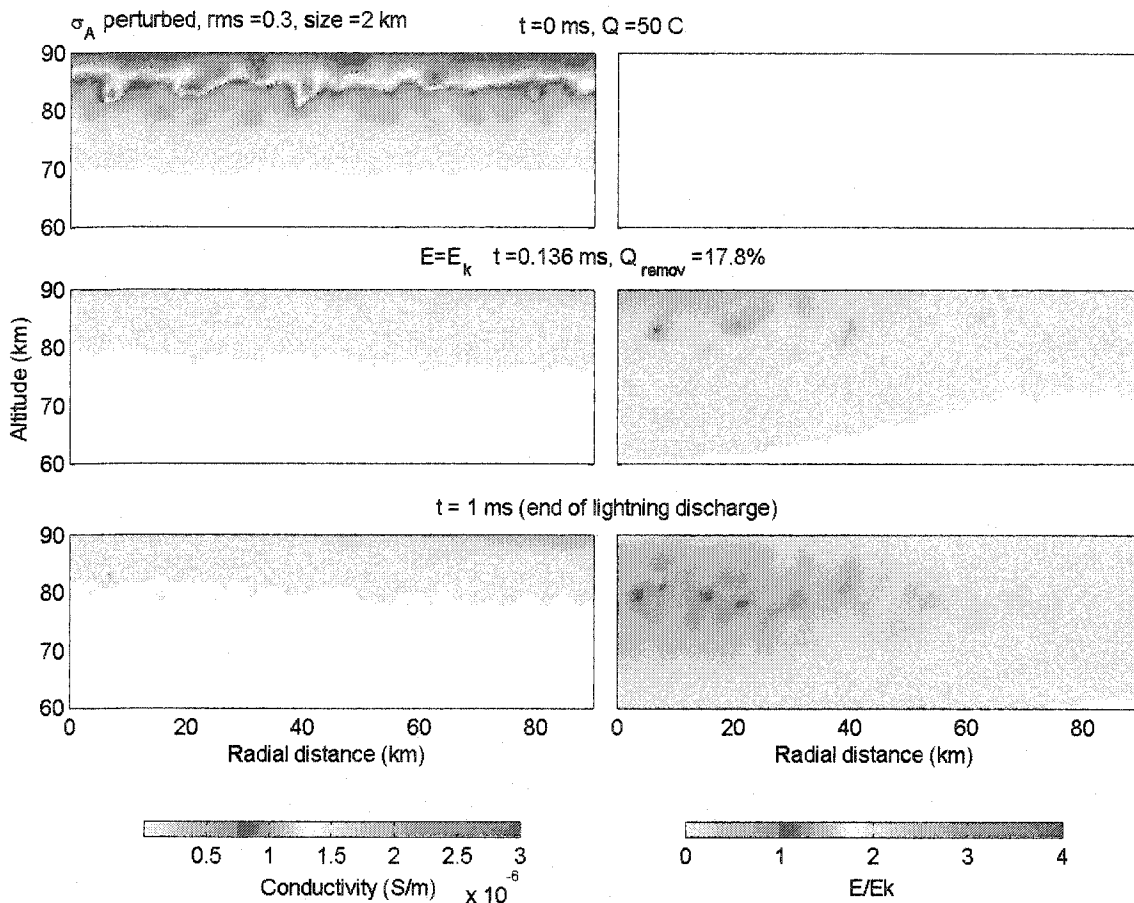 σ_A perturbed, rms =0.3, size =2 km
t=0 ms, Q =50 C
90
80
70
60
E=E_k t=0.136 ms, Q_remov =17.8%
90
80
70
60
Altitude (km)
t = 1 ms (end of lightning discharge)
90
80
70
60
0 20 40 60 80
0 20 40 60 80
Radial distance (km)
Radial distance (km)
0.5 1 1.5 2 2.5 3
Conductivity (S/m) x 10^-6
0 1 2 3 4
E/Ek